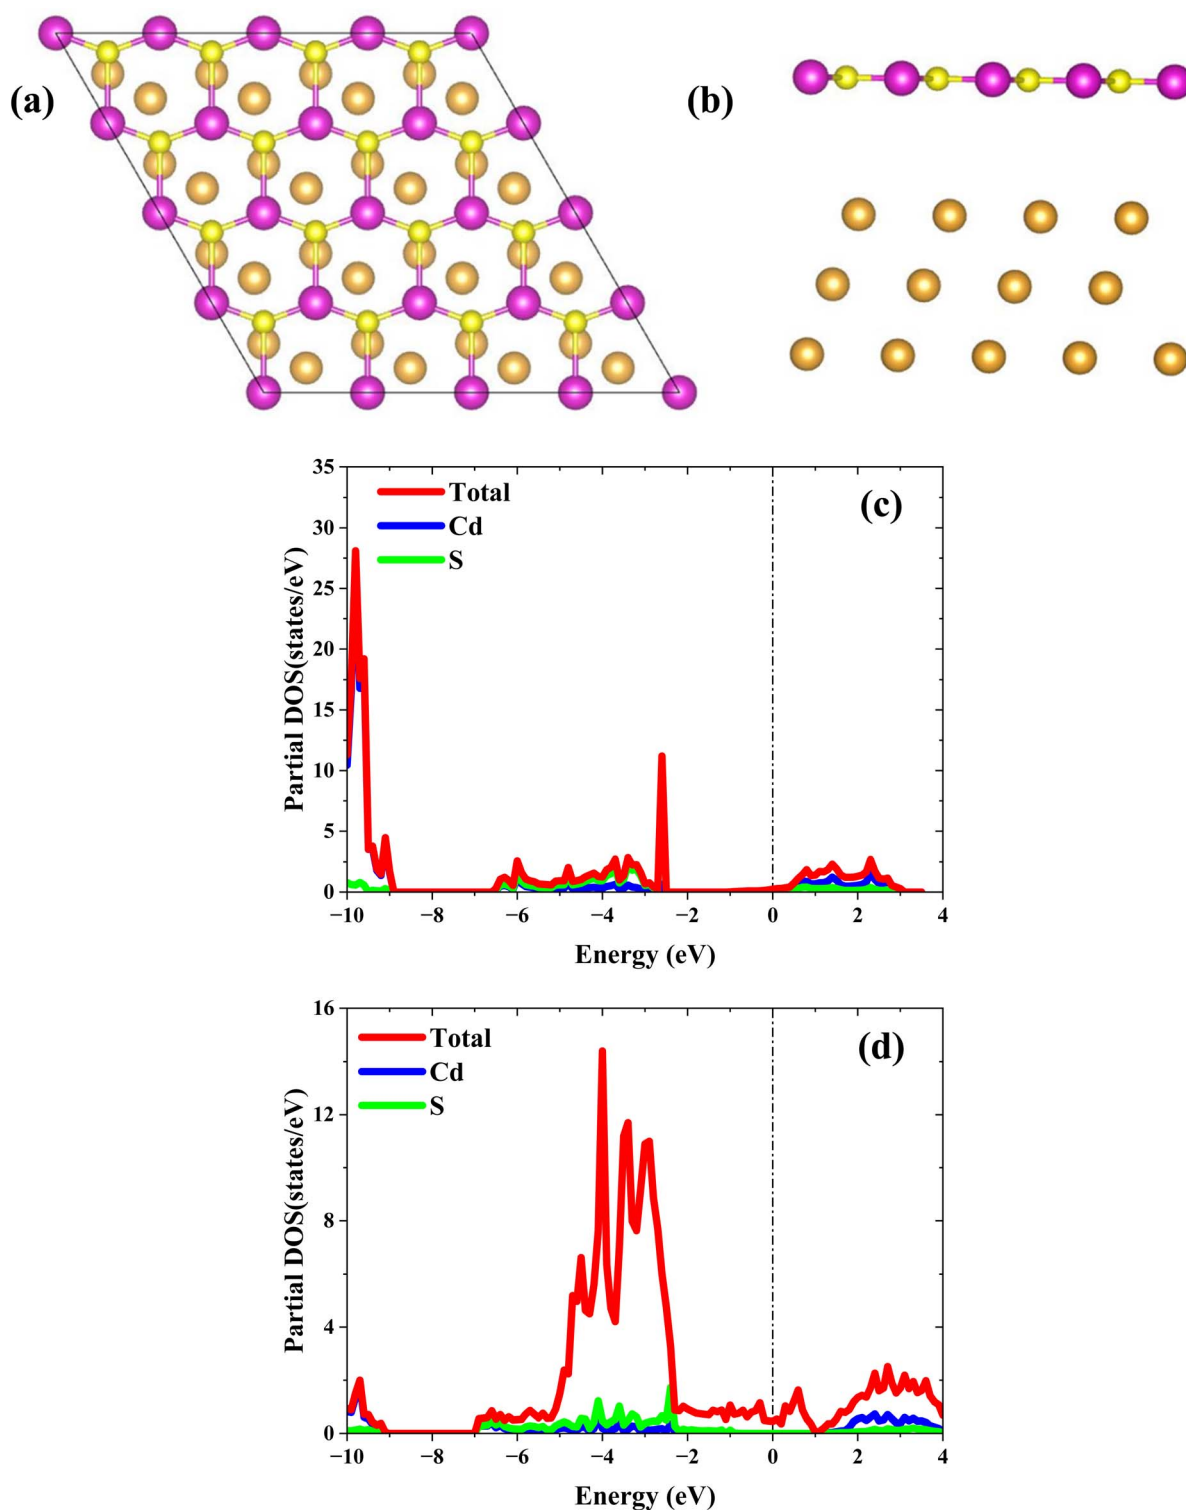 (a)
(b)
35
30
25
20
15
10
5
0
Partial DOS(states/eV)
Total
Cd
S
(c)
−10 −8 −6 −4 −2 0 2 4
Energy (eV)
16
12
8
4
0
Partial DOS(states/eV)
Total
Cd
S
(d)
−10 −8 −6 −4 −2 0 2 4
Energy (eV)